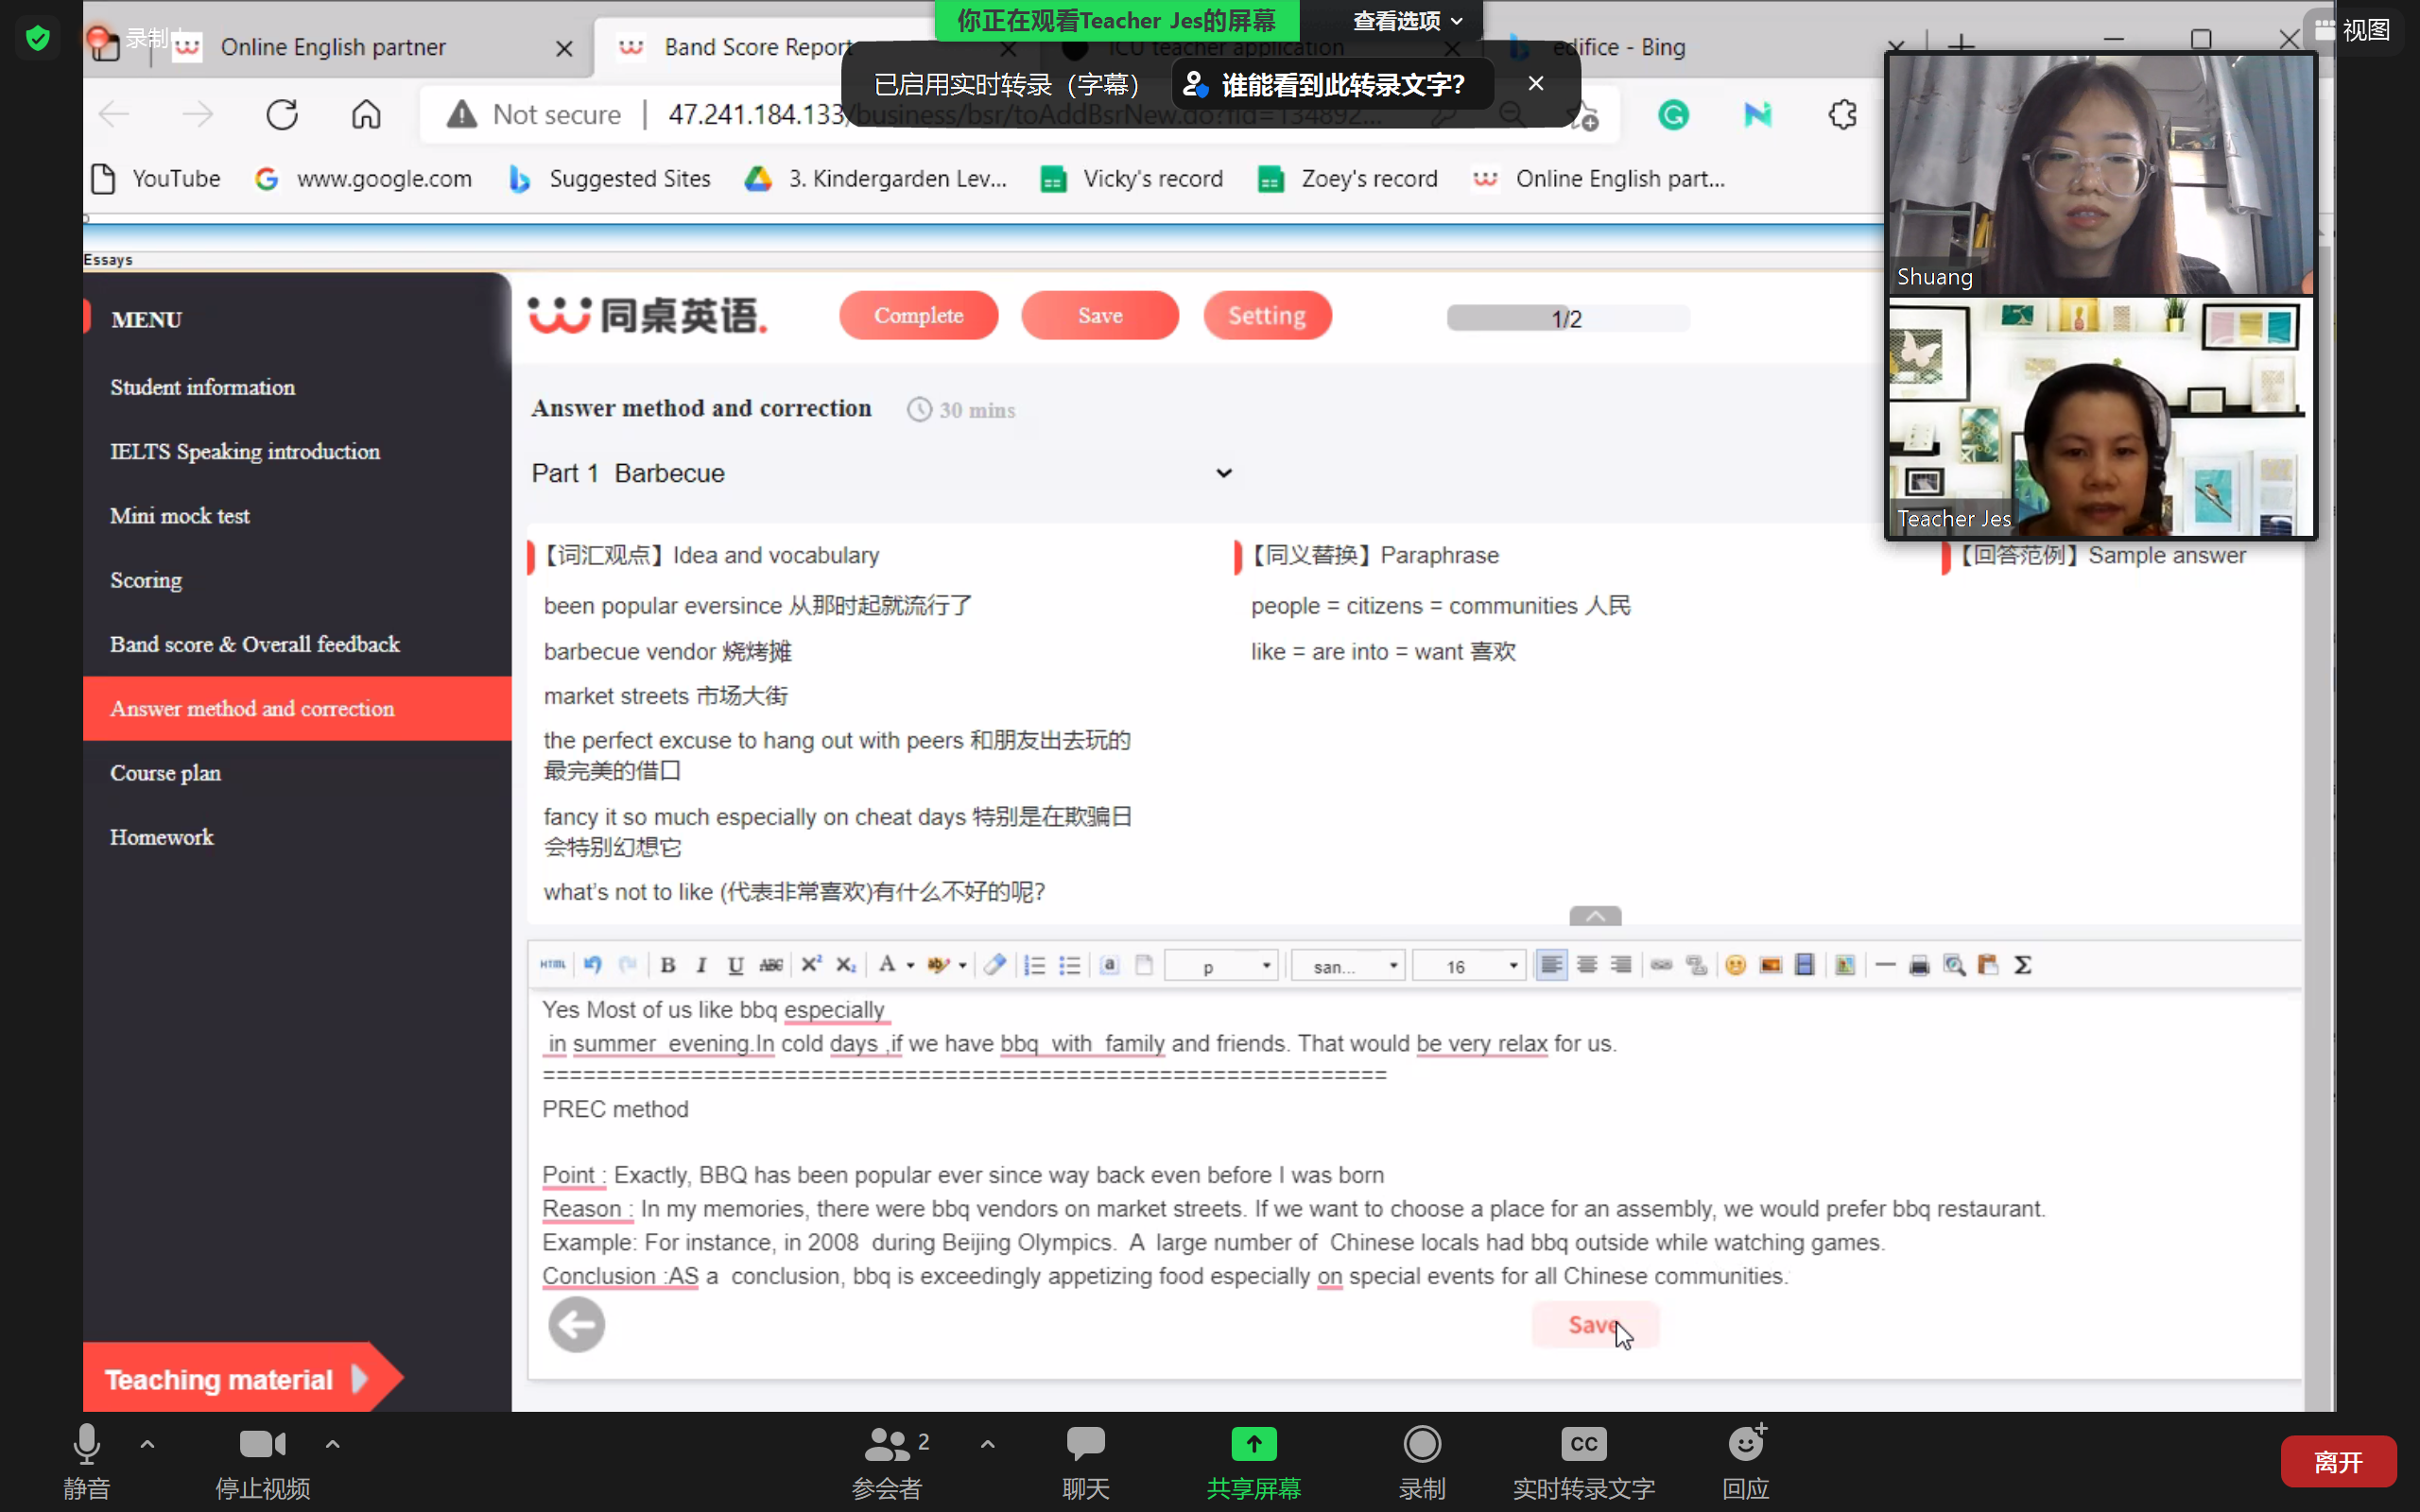 你正在观看Teacher Jes的屏幕
查看选项
视图
录制
Online English partner
Band Score Report
ICU teacher application
edifice - Bing
已启用实时转录（字幕）
谁能看到此转录文字？
Not secure
47.241.184.133/business/bsr/toAddBsrNew.do?fid=134892...
YouTube
www.google.com
Suggested Sites
3. Kindergarden Lev...
Vicky's record
Zoey's record
Online English part...
Shuang
Teacher Jes
Essays
MENU
Student information
IELTS Speaking introduction
Mini mock test
Scoring
Band score & Overall feedback
Answer method and correction
Course plan
Homework
Teaching material
同桌英语.
Complete
Save
Setting
1/2
Answer method and correction
30 mins
Part 1 Barbecue
【词汇观点】Idea and vocabulary
been popular eversince 从那时起就流行了
barbecue vendor 烧烤摊
market streets 市场大街
the perfect excuse to hang out with peers 和朋友出去玩的
最完美的借口
fancy it so much especially on cheat days 特别是在欺骗日
会特别幻想它
what's not to like (代表非常喜欢)有什么不好的呢?
【同义替换】Paraphrase
people = citizens = communities 人民
like = are into = want 喜欢
【回答范例】Sample answer
HTML
B I U ABC X² X₂ A ab a
p
san...
16
Σ
Yes Most of us like bbq especially
in summer evening.In cold days ,if we have bbq with family and friends. That would be very relax for us.
===============================================================
PREC method
Point : Exactly, BBQ has been popular ever since way back even before I was born
Reason : In my memories, there were bbq vendors on market streets. If we want to choose a place for an assembly, we would prefer bbq restaurant.
Example: For instance, in 2008 during Beijing Olympics. A large number of Chinese locals had bbq outside while watching games.
Conclusion :AS a conclusion, bbq is exceedingly appetizing food especially on special events for all Chinese communities.
Save
静音
停止视频
2
参会者
聊天
共享屏幕
录制
CC
实时转录文字
回应
离开